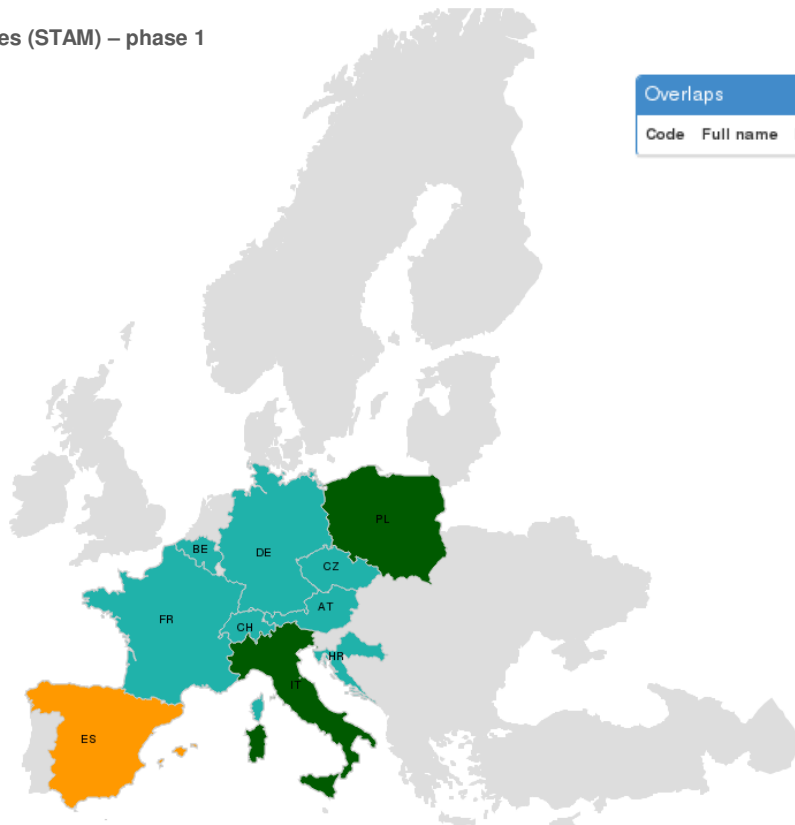 es (STAM) – phase 1
Overlaps
Code Full name
PL
BE
DE
CZ
AT
FR
CH
HR
IT
ES